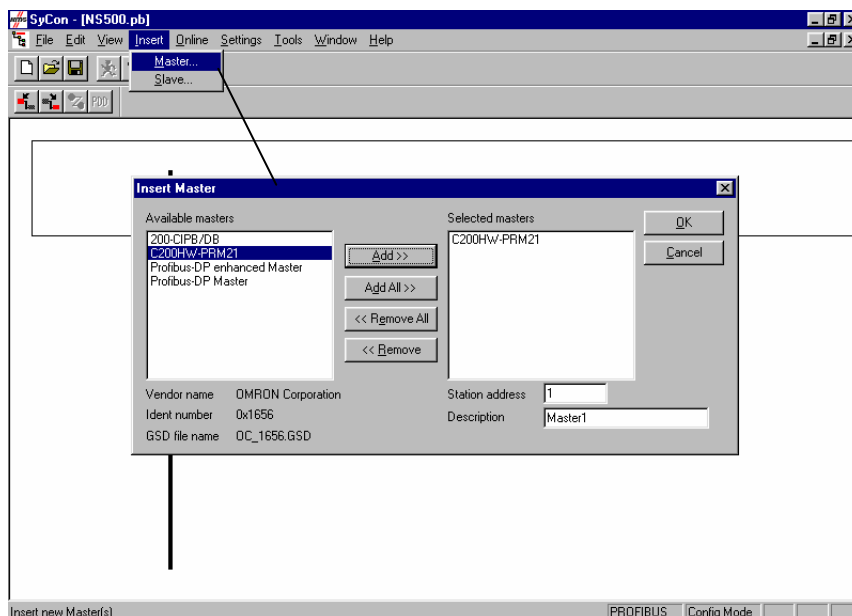 SyCon - [NS500.pb]
File Edit View Insert Online Settings Tools Window Help
Master...
Slave...
PDD
Insert Master
Available masters
200-CIPB/DB
C200HW-PRM21
Profibus-DP enhanced Master
Profibus-DP Master
Add >>
Add All >>
<< Remove All
<< Remove
Selected masters
C200HW-PRM21
OK
Cancel
Vendor name OMRON Corporation
Ident number 0x1656
GSD file name OC_1656.GSD
Station address 1
Description Master1
Insert new Master(s)
PROFIBUS Config Mode